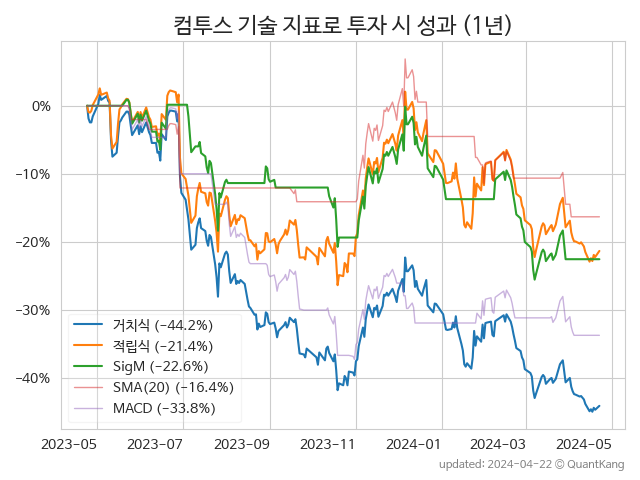 컴투스 기술 지표로 투자 시 성과 (1년)
0%
−10%
−20%
−30%
−40%
거치식 (−44.2%)
적립식 (−21.4%)
SigM (−22.6%)
SMA(20) (−16.4%)
MACD (−33.8%)
2023−05 2023−07 2023−09 2023−11 2024−01 2024−03 2024−05
updated: 2024−04−22 ⓒ QuantKang